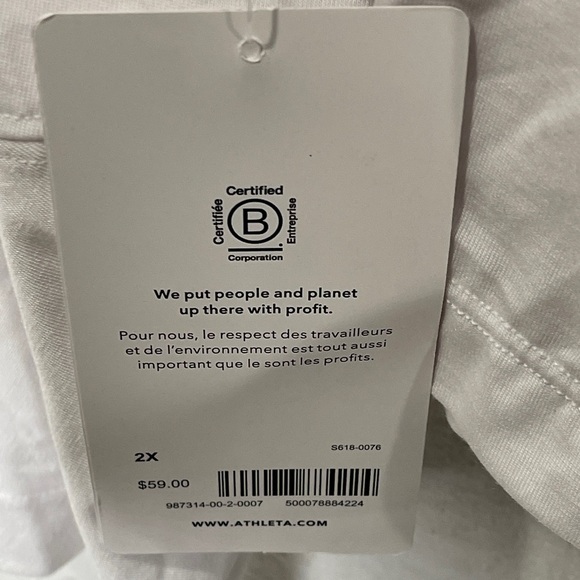 Certified
Certifiée
B
Entreprise
Corporation
We put people and planet
up there with profit.
Pour nous, le respect des travailleurs
et de l'environnement est tout aussi
important que le sont les profits.
S618-0076
2X
$59.00
987314-00-2-0007 500078884224
WWW.ATHLETA.COM